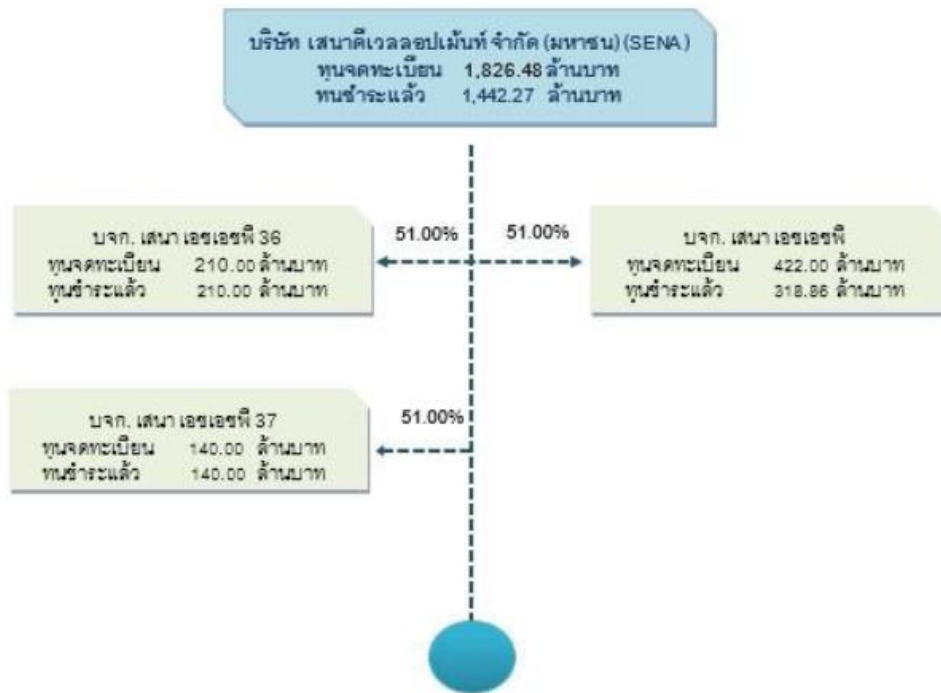 บริษัท เสนาดีเวลลอปเม้นท์ จำกัด (มหาชน) (SENA)
ทุนจดทะเบียน 1,826.48 ล้านบาท
ทุนชำระแล้ว 1,442.27 ล้านบาท
51.00% 51.00%
บจก. เสนา เอชเอชพี 36
ทุนจดทะเบียน 210.00 ล้านบาท
ทุนชำระแล้ว 210.00 ล้านบาท
บจก. เสนา เอชเอชพี
ทุนจดทะเบียน 422.00 ล้านบาท
ทุนชำระแล้ว 318.86 ล้านบาท
51.00%
บจก. เสนา เอชเอชพี 37
ทุนจดทะเบียน 140.00 ล้านบาท
ทุนชำระแล้ว 140.00 ล้านบาท